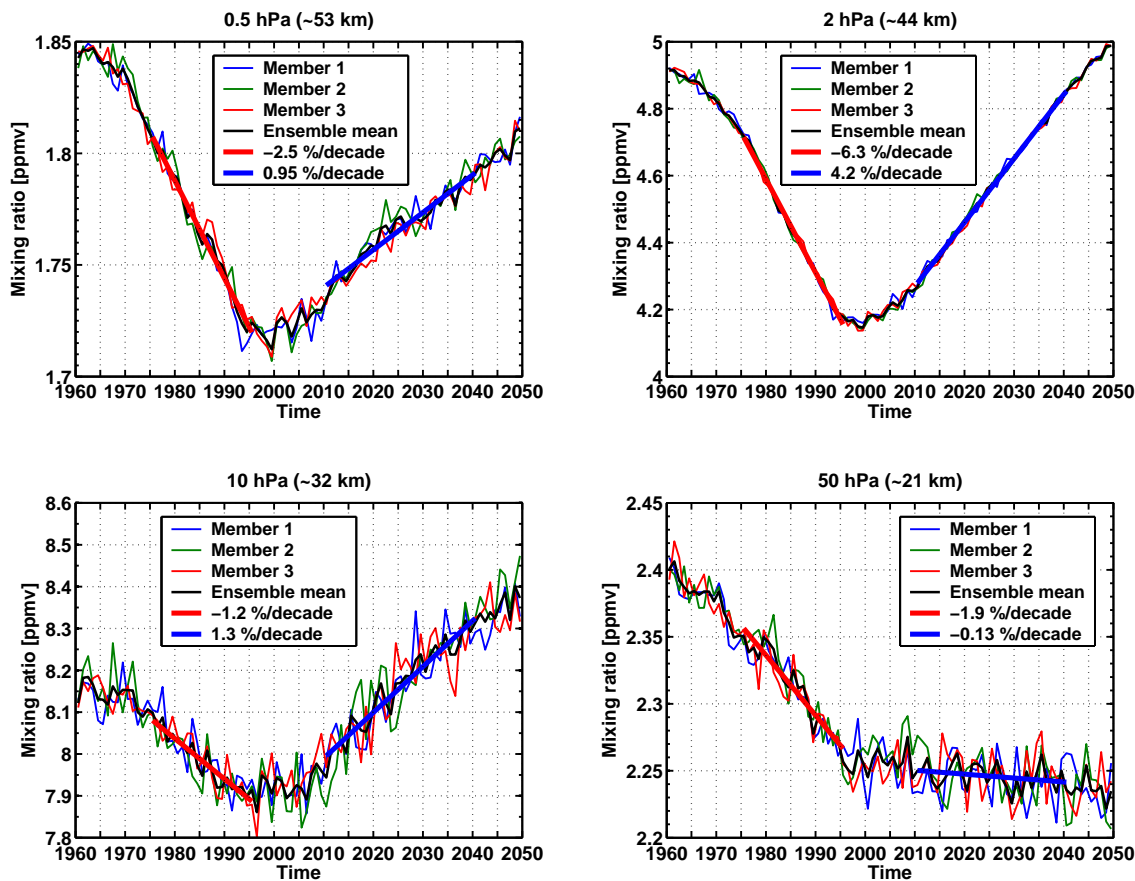 0.5 hPa (~53 km)
Mixing ratio [ppmv]
1.85
1.8
1.75
1.7
Member 1
Member 2
Member 3
Ensemble mean
−2.5 %/decade
0.95 %/decade
1960 1970 1980 1990 2000 2010 2020 2030 2040 2050
Time
2 hPa (~44 km)
Mixing ratio [ppmv]
5
4.8
4.6
4.4
4.2
4
Member 1
Member 2
Member 3
Ensemble mean
−6.3 %/decade
4.2 %/decade
1960 1970 1980 1990 2000 2010 2020 2030 2040 2050
Time
10 hPa (~32 km)
Mixing ratio [ppmv]
8.6
8.5
8.4
8.3
8.2
8.1
8
7.9
7.8
Member 1
Member 2
Member 3
Ensemble mean
−1.2 %/decade
1.3 %/decade
1960 1970 1980 1990 2000 2010 2020 2030 2040 2050
Time
50 hPa (~21 km)
Mixing ratio [ppmv]
2.45
2.4
2.35
2.3
2.25
2.2
Member 1
Member 2
Member 3
Ensemble mean
−1.9 %/decade
−0.13 %/decade
1960 1970 1980 1990 2000 2010 2020 2030 2040 2050
Time